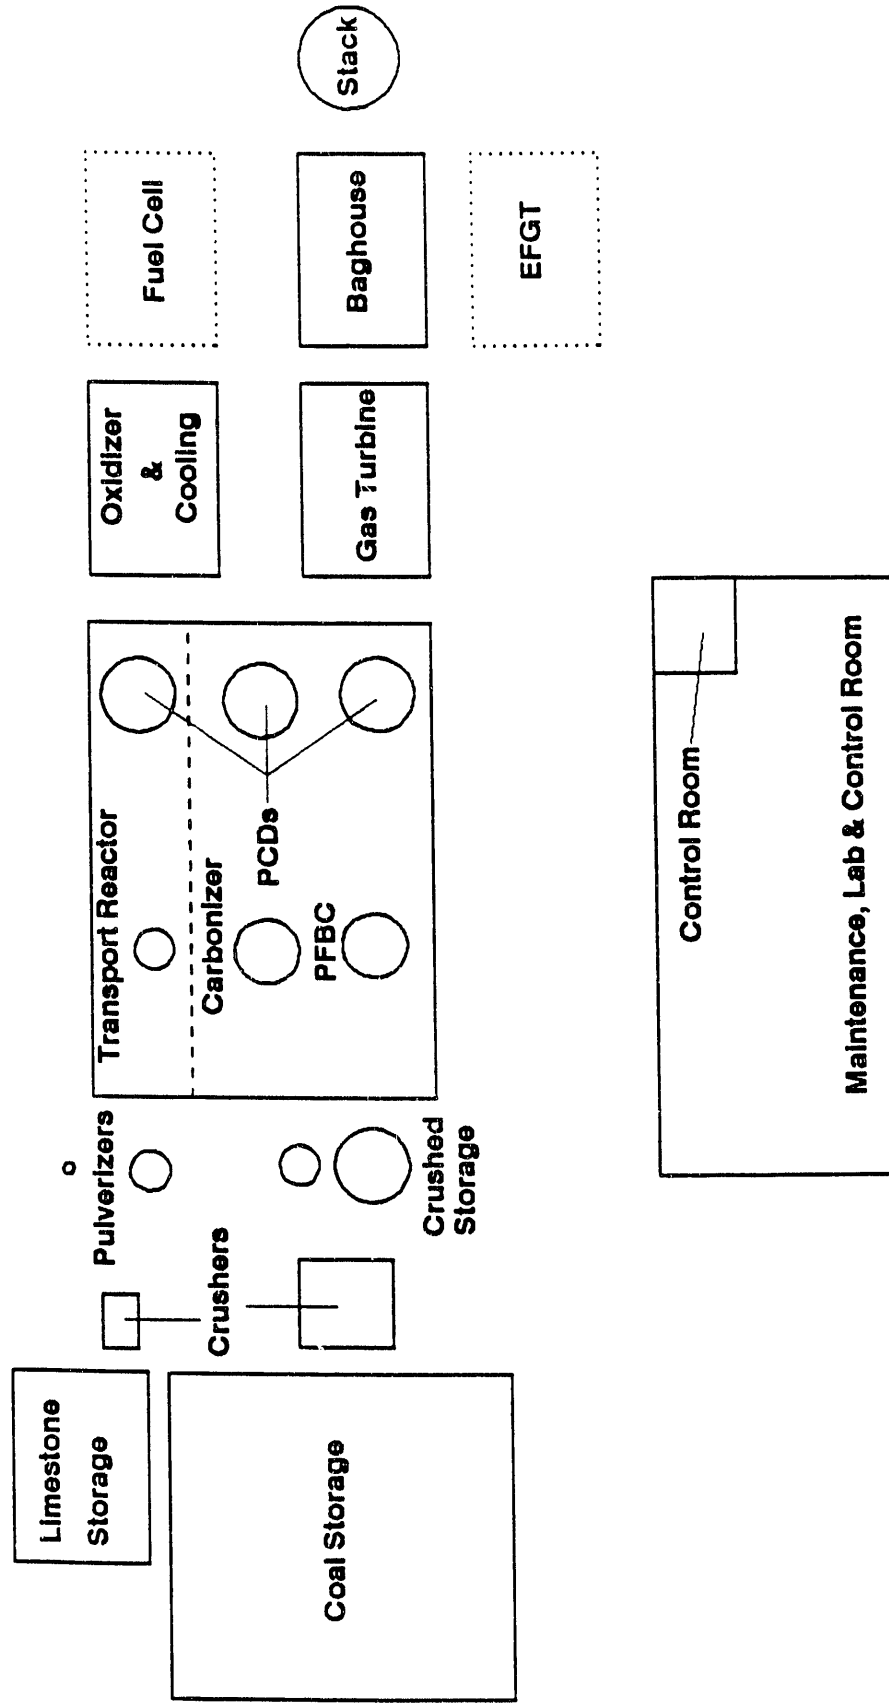 Limestone
Storage
Coal Storage
Crushers
Pulverizers
Crushed
Storage
Transport Reactor
Carbonizer
PCDs
PFBC
Oxidizer
&
Cooling
Gas Turbine
Fuel Cell
Baghouse
EFGT
Stack
Control Room
Maintenance, Lab & Control Room